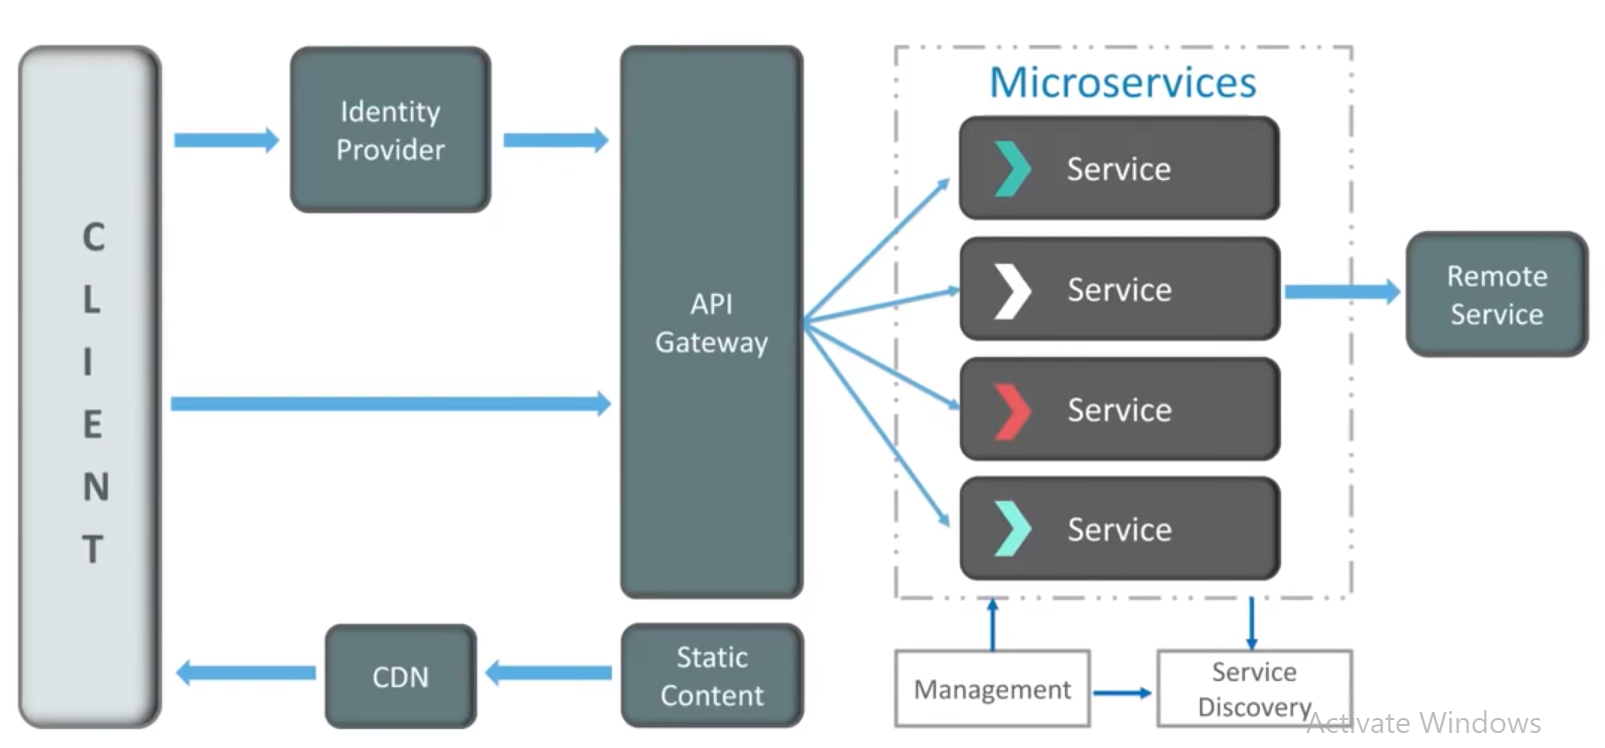 C
L
I
E
N
T
Identity
Provider
API
Gateway
Microservices
Service
Service
Service
Service
Remote
Service
CDN
Static
Content
Management
Service
Discovery
Activate Windows